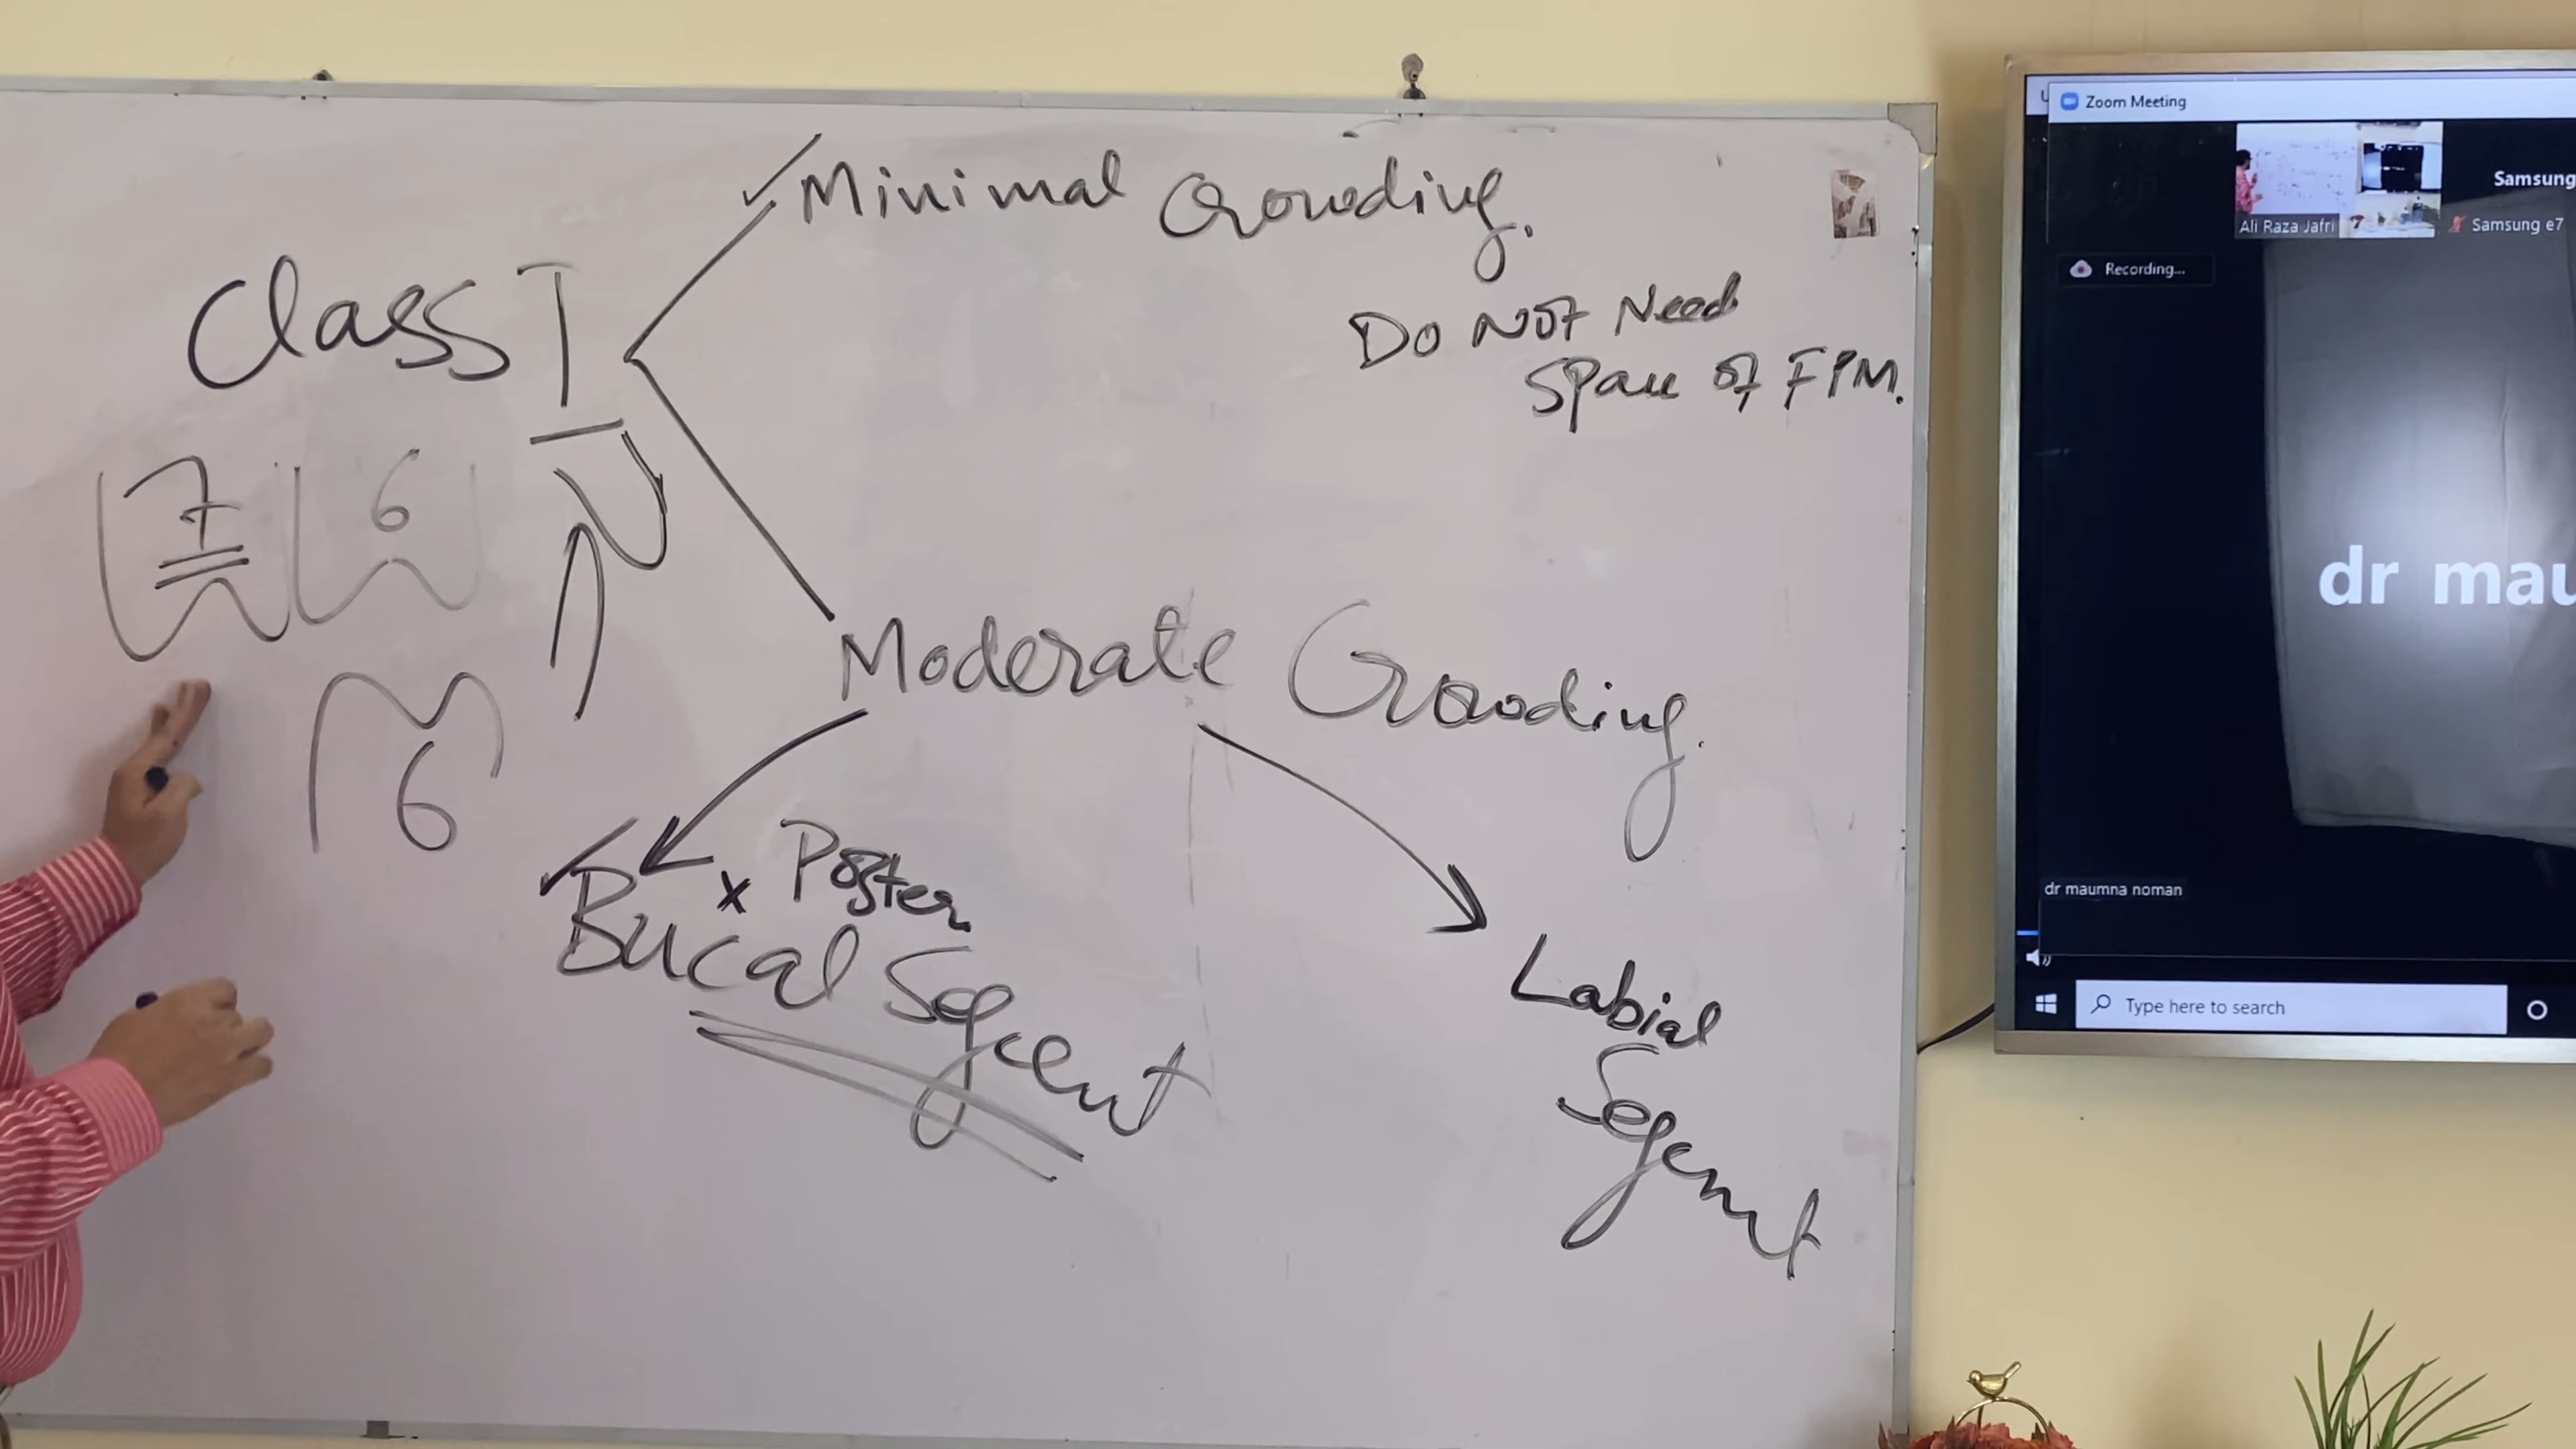 Minimal Crowding.
Class I
Do Not Need
Space of FPM.
7 6
6
Moderate Crowding.
x Poster
Bucal Segment
Labial
Segemt
Zoom Meeting
Samsung
Ali Raza Jafri
Samsung e7
Recording...
dr mau
dr maumna noman
Type here to search